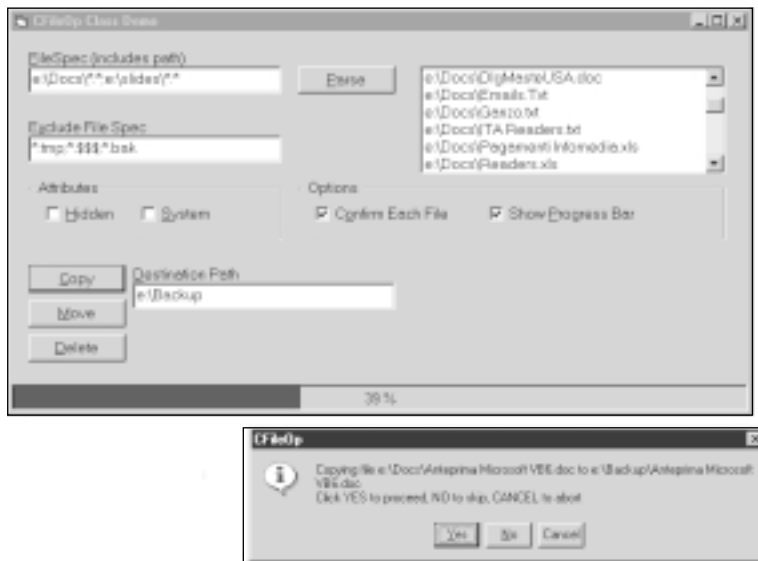 CFileOp Class Demo
FileSpec (includes path)
e:\Docs\*.*;e:\slides\*.*
Parse
e:\Docs\DlgMasteUSA.doc
e:\Docs\Emails.Txt
e:\Docs\Ganzo.txt
e:\Docs\ITA Readers.txt
e:\Docs\Pagamenti Infomedia.xls
e:\Docs\Readers.xls
Exclude File Spec
*.tmp;*.$$$;*.bak
Attributes
Hidden
System
Options
Confirm Each File
Show Progress Bar
Copy
Destination Path
e:\Backup
Move
Delete
39 %
CFileOp
Copying file e:\Docs\Anteprima Microsoft VB6.doc to e:\Backup\Anteprima Microsoft
VB6.doc
Click YES to proceed, NO to skip, CANCEL to abort
Yes
No
Cancel